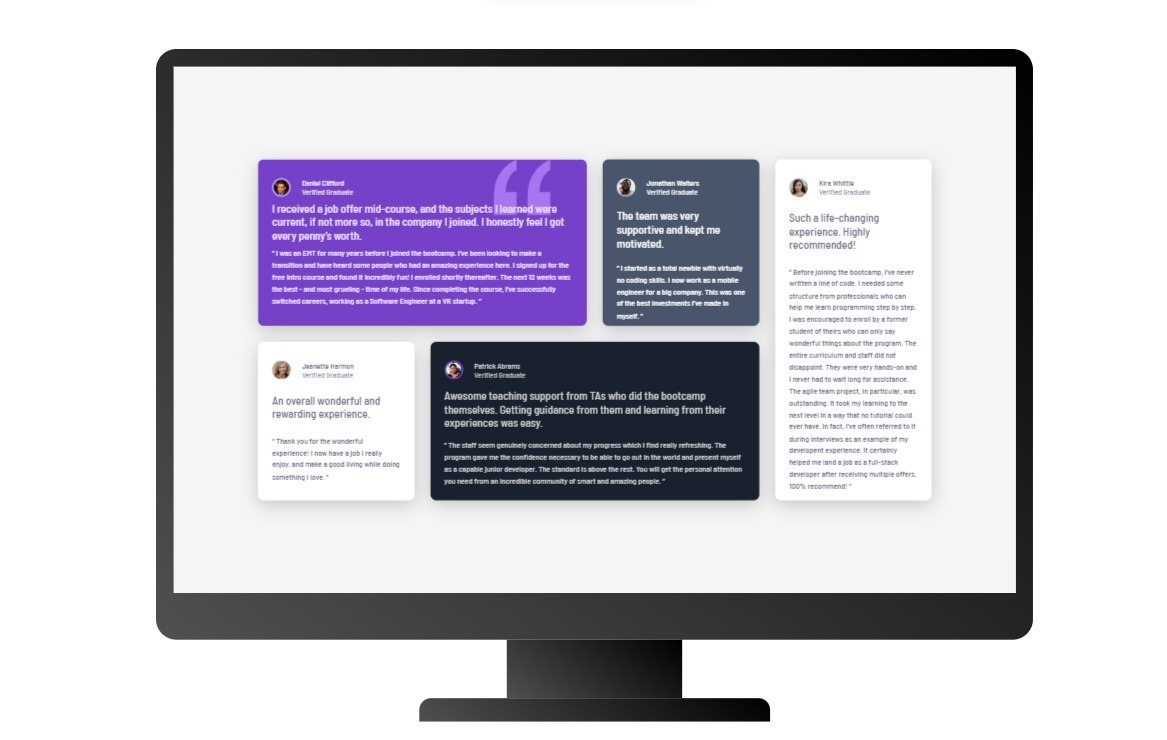 Daniel Clifford
Verified Graduate
I received a job offer mid-course, and the subjects I learned were
current, if not more so, in the company I joined. I honestly feel I got
every penny's worth.
" I was an EMT for many years before I joined the bootcamp. I've been looking to make a
transition and have heard some people who had an amazing experience here. I signed up for the
free intro course and found it incredibly fun! I enrolled shortly thereafter. The next 12 weeks was
the best - and most grueling - time of my life. Since completing the course, I've successfully
switched careers, working as a Software Engineer at a VR startup. "
Jonathan Walters
Verified Graduate
The team was very
supportive and kept me
motivated.
" I started as a total newbie with virtually
no coding skills. I now work as a mobile
engineer for a big company. This was one
of the best investments I've made in
myself. "
Kira Whittle
Verified Graduate
Such a life-changing
experience. Highly
recommended!
" Before joining the bootcamp, I've never
written a line of code. I needed some
structure from professionals who can
help me learn programming step by step.
I was encouraged to enroll by a former
student of theirs who can only say
wonderful things about the program. The
entire curriculum and staff did not
disappoint. They were very hands-on and
I never had to wait long for assistance.
The agile team project, in particular, was
outstanding. It took my learning to the
next level in a way that no tutorial could
ever have. In fact, I've often referred to it
during interviews as an example of my
developent experience. It certainly
helped me land a job as a full-stack
developer after receiving multiple offers.
100% recommend! "
Jeanette Harmon
Verified Graduate
An overall wonderful and
rewarding experience.
" Thank you for the wonderful
experience! I now have a job I really
enjoy, and make a good living while doing
something I love. "
Patrick Abrams
Verified Graduate
Awesome teaching support from TAs who did the bootcamp
themselves. Getting guidance from them and learning from their
experiences was easy.
" The staff seem genuinely concerned about my progress which I find really refreshing. The
program gave me the confidence necessary to be able to go out in the world and present myself
as a capable junior developer. The standard is above the rest. You will get the personal attention
you need from an incredible community of smart and amazing people. "